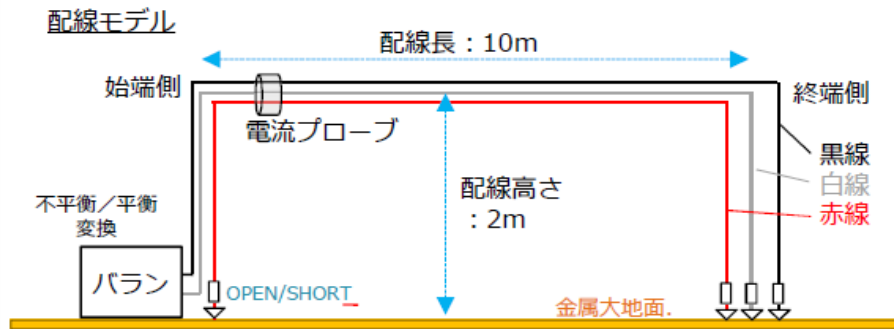 配線モデル
配線長：10m
始端側
終端側
電流プローブ
黒線
白線
赤線
配線高さ
：2m
不平衡／平衡
変換
バラン
OPEN/SHORT
金属大地面.